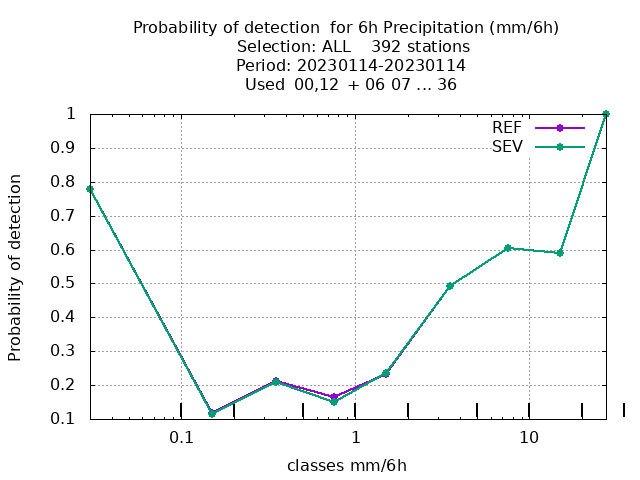 Probability of detection  for 6h Precipitation (mm/6h)
Selection: ALL    392 stations
Period: 20230114-20230114
Used  00,12  + 06 07 ... 36
REF
SEV
Probability of detection
1
0.9
0.8
0.7
0.6
0.5
0.4
0.3
0.2
0.1
0.1
1
10
classes mm/6h